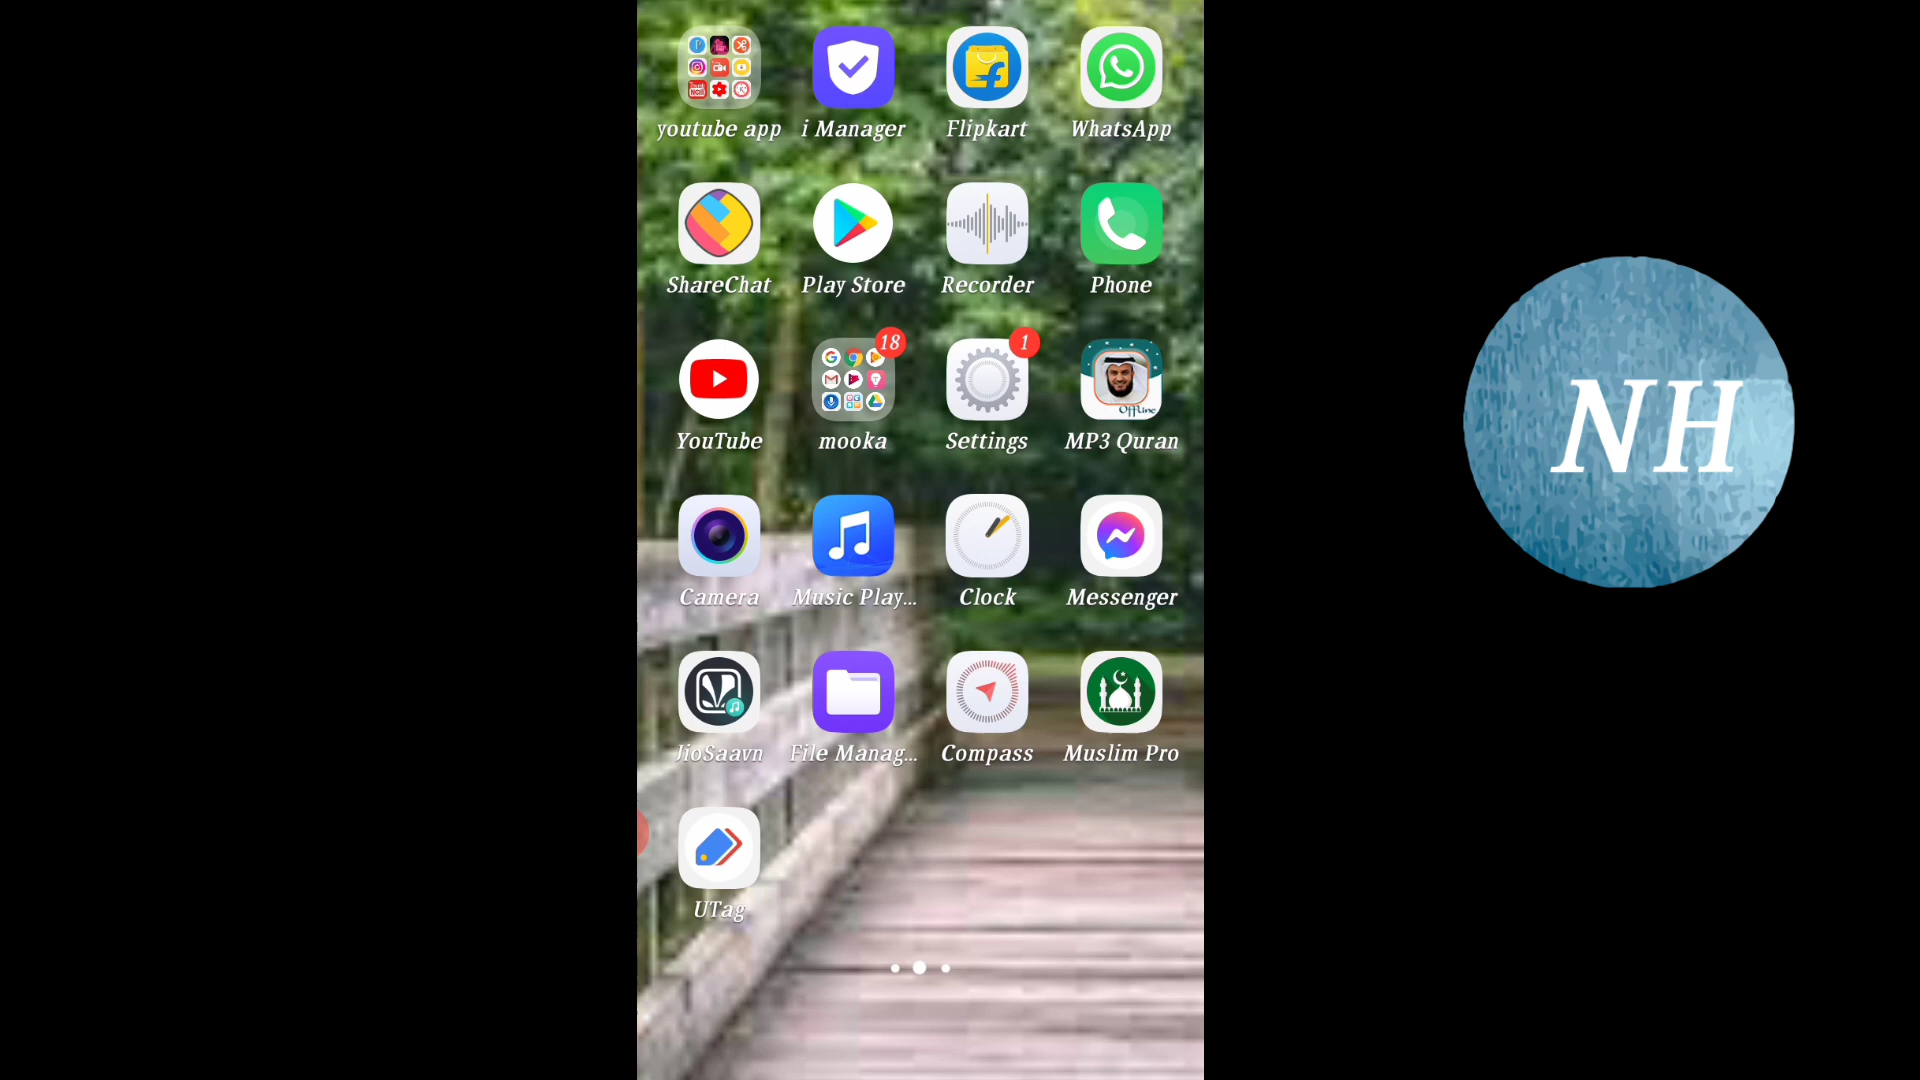 youtube app i Manager Flipkart WhatsApp
ShareChat Play Store Recorder Phone
18 1
Offline
YouTube mooka Settings MP3 Quran
Camera Music Play... Clock Messenger
JioSaavn File Manag... Compass Muslim Pro
UTag
NH